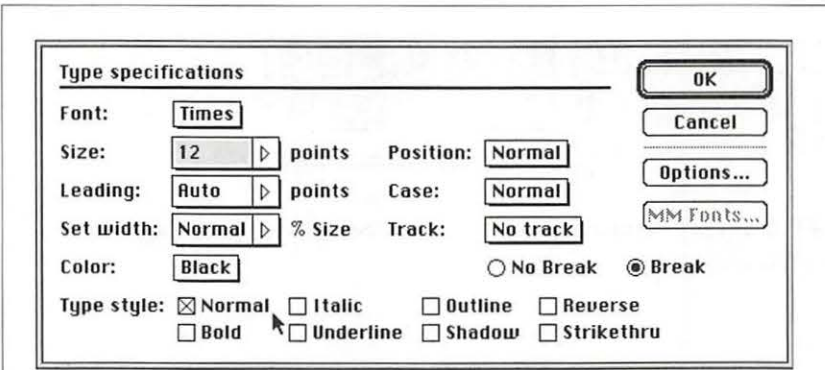 Type specifications
OK
Font: Times
Cancel
Size: 12 points Position: Normal
Options...
Leading: Auto points Case: Normal
MM Fonts...
Set width: Normal % Size Track: No track
Color: Black No Break Break
Type style: Normal Italic Outline Reverse
Bold Underline Shadow Strikethru